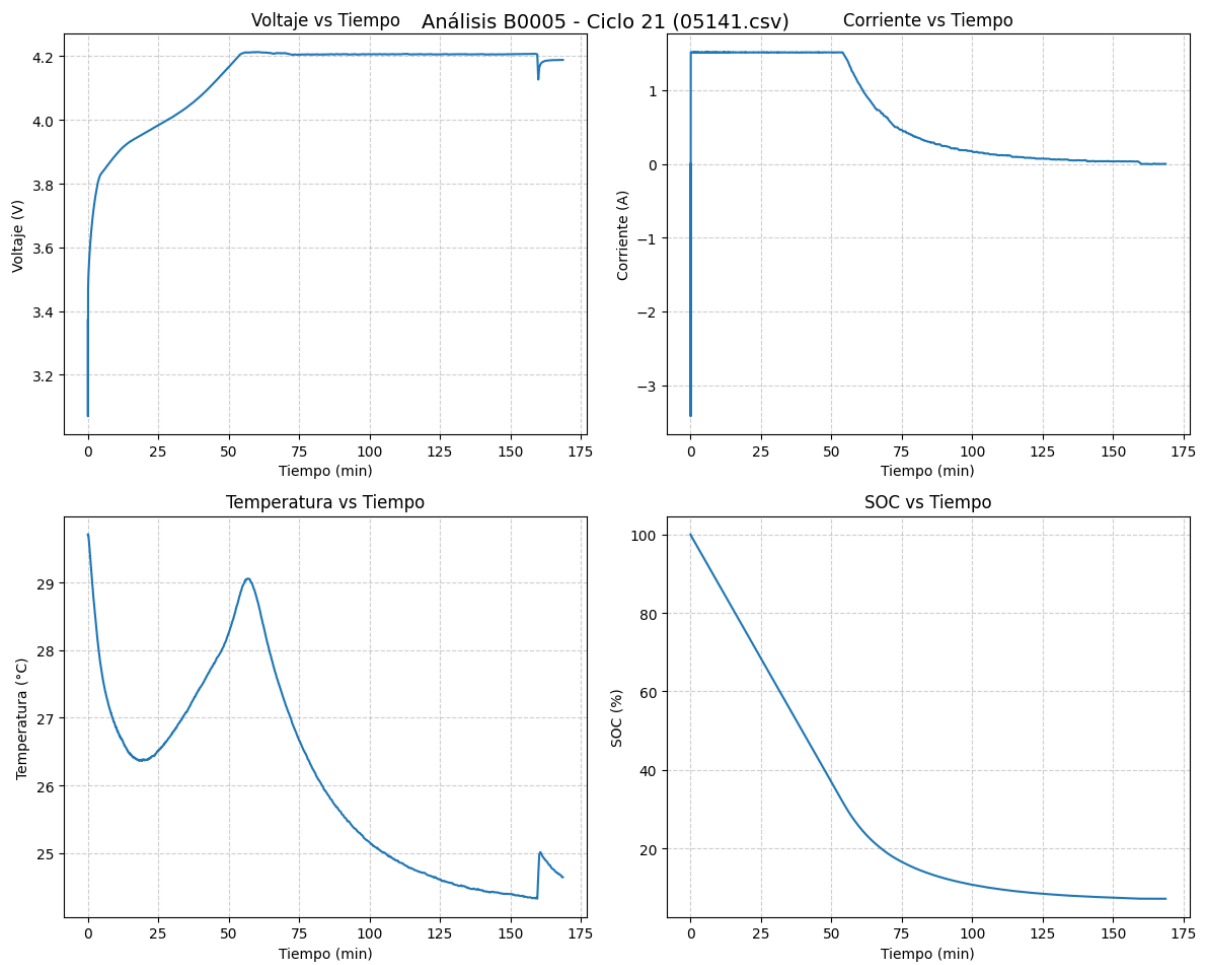 Análisis B0005 - Ciclo 21 (05141.csv)
Voltaje vs Tiempo
Voltaje (V)
4.2
4.0
3.8
3.6
3.4
3.2
0 25 50 75 100 125 150 175
Tiempo (min)
Corriente vs Tiempo
Corriente (A)
1
0
−1
−2
−3
0 25 50 75 100 125 150 175
Tiempo (min)
Temperatura vs Tiempo
Temperatura (°C)
29
28
27
26
25
0 25 50 75 100 125 150 175
Tiempo (min)
SOC vs Tiempo
SOC (%)
100
80
60
40
20
0 25 50 75 100 125 150 175
Tiempo (min)